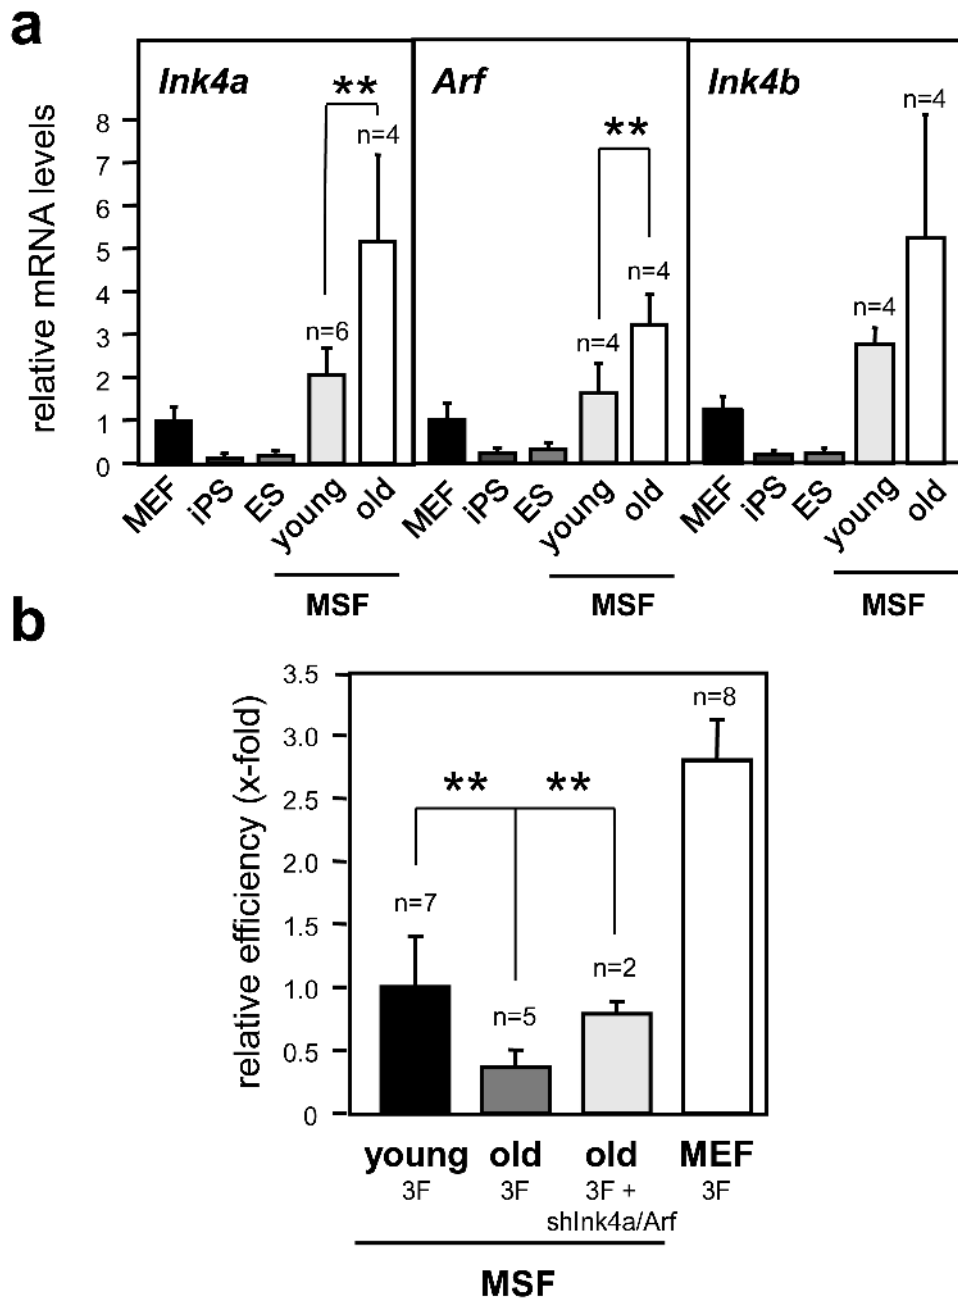 a
Ink4a
Arf
Ink4b
**
**
n=4
n=4
n=6
n=4
n=4
n=4
relative mRNA levels
8
7
6
5
4
3
2
1
0
MEF
iPS
ES
young
old
MEF
iPS
ES
young
old
MEF
iPS
ES
young
old
MSF
MSF
MSF
b
relative efficiency (x-fold)
3.5
3.0
2.5
2.0
1.5
1.0
0.5
0
n=8
**
**
n=7
n=2
n=5
young
old
old
MEF
3F
3F
3F +
3F
shInk4a/Arf
MSF